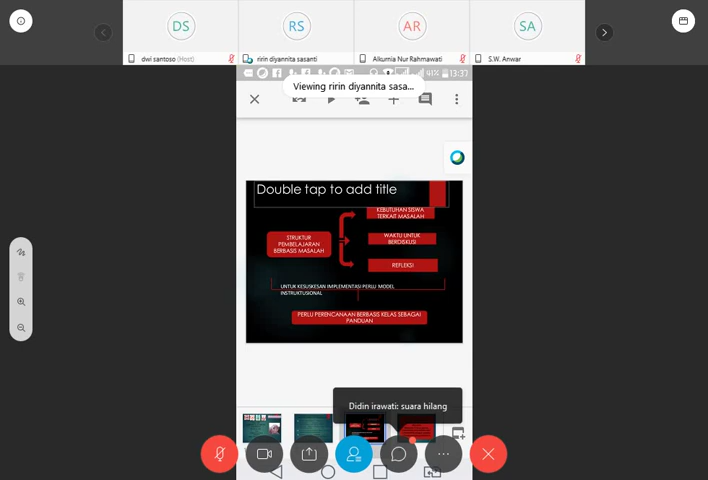 DS
RS
AR
SA
dwi santoso (Host)
ririn diyannita sasanti
Alkurnia Nur Rahmawati
S.W. Anwar
41% 13:37
Viewing ririn diyannita sasa...
Double tap to add title
KEBUTUHAN SISWA
TERKAIT MASALAH
STRUKTUR
PEMBELAJARAN
BERBASIS MASALAH
WAKTU UNTUK
BERDISKUSI
REFLEKSI
UNTUK KESUKSESAN IMPLEMENTASI PERLU MODEL
INSTRUKTUSIONAL
PERLU PERENCANAAN BERBASIS KELAS SEBAGAI
PANDUAN
Didin irawati: suara hilang